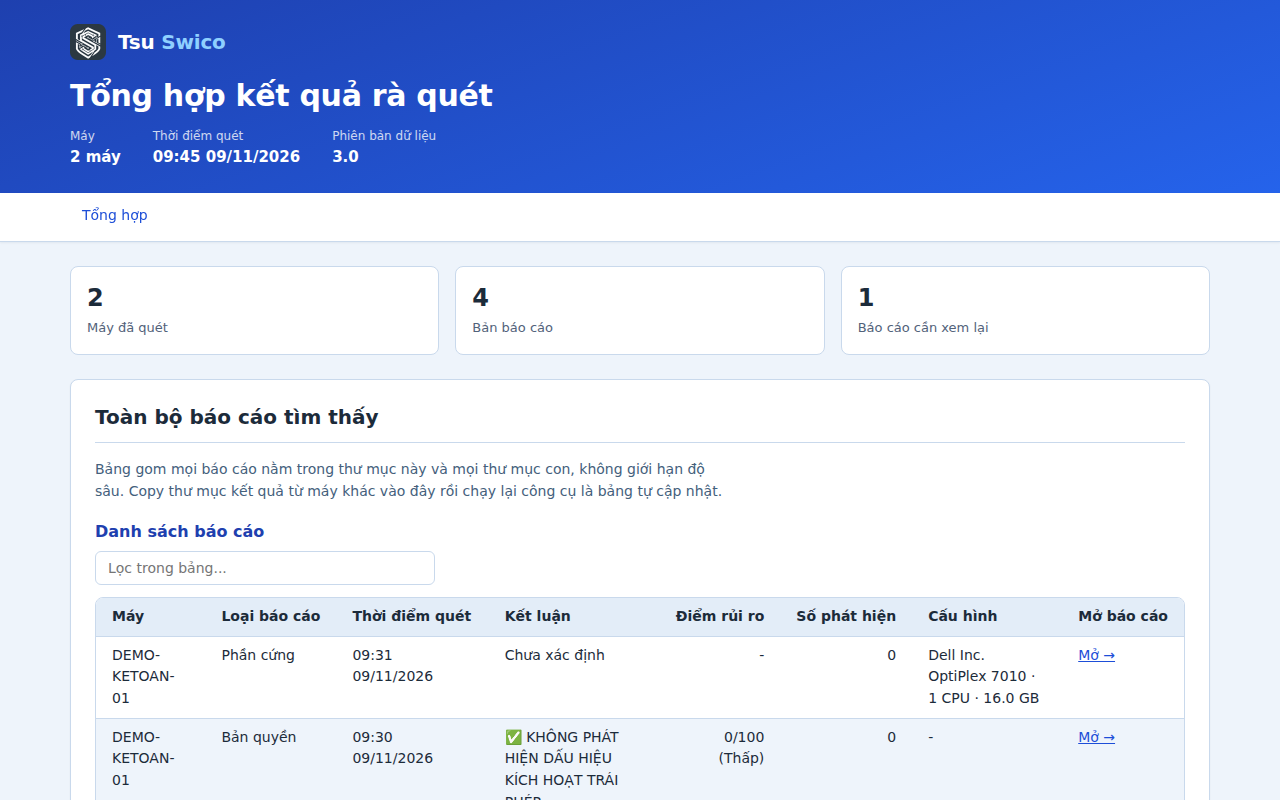 Tsu Swico
Tổng hợp kết quả rà quét
Máy
2 máy
Thời điểm quét
09:45 09/11/2026
Phiên bản dữ liệu
3.0
Tổng hợp
2
Máy đã quét
4
Bản báo cáo
1
Báo cáo cần xem lại
Toàn bộ báo cáo tìm thấy
Bảng gom mọi báo cáo nằm trong thư mục này và mọi thư mục con, không giới hạn độ
sâu. Copy thư mục kết quả từ máy khác vào đây rồi chạy lại công cụ là bảng tự cập nhật.
Danh sách báo cáo
Lọc trong bảng...
Máy Loại báo cáo Thời điểm quét Kết luận Điểm rủi ro Số phát hiện Cấu hình Mở báo cáo
DEMO-
KETOAN-
01
Phần cứng
09:31
09/11/2026
Chưa xác định
-
0
Dell Inc.
OptiPlex 7010 ·
1 CPU · 16.0 GB
Mở →
DEMO-
KETOAN-
01
Bản quyền
09:30
09/11/2026
✅ KHÔNG PHÁT
HIỆN DẤU HIỆU
KÍCH HOẠT TRÁI
PHÉP
0/100
(Thấp)
0
-
Mở →